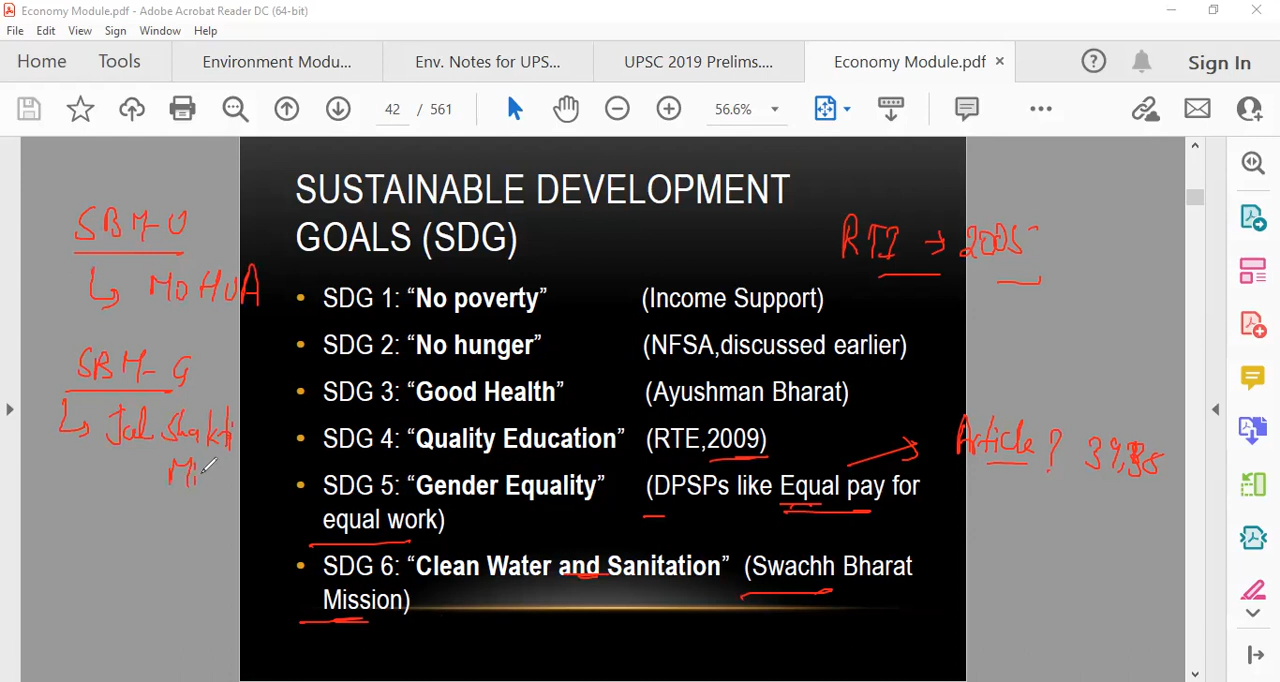 Economy Module.pdf - Adobe Acrobat Reader DC (64-bit)
File Edit View Sign Window Help
Home Tools Environment Modu... Env. Notes for UPS... UPSC 2019 Prelims.... Economy Module.pdf × Sign In
42 / 561 56.6%
SUSTAINABLE DEVELOPMENT
GOALS (SDG)
SBM-U
MOHUA
RTI → 2005
• SDG 1: “No poverty” (Income Support)
• SDG 2: “No hunger” (NFSA,discussed earlier)
SBM-G
• SDG 3: “Good Health” (Ayushman Bharat)
Jal Shakti
• SDG 4: “Quality Education” (RTE,2009)
Article?
Mi
• SDG 5: “Gender Equality” (DPSPs like Equal pay for
equal work)
• SDG 6: “Clean Water and Sanitation” (Swachh Bharat
Mission)